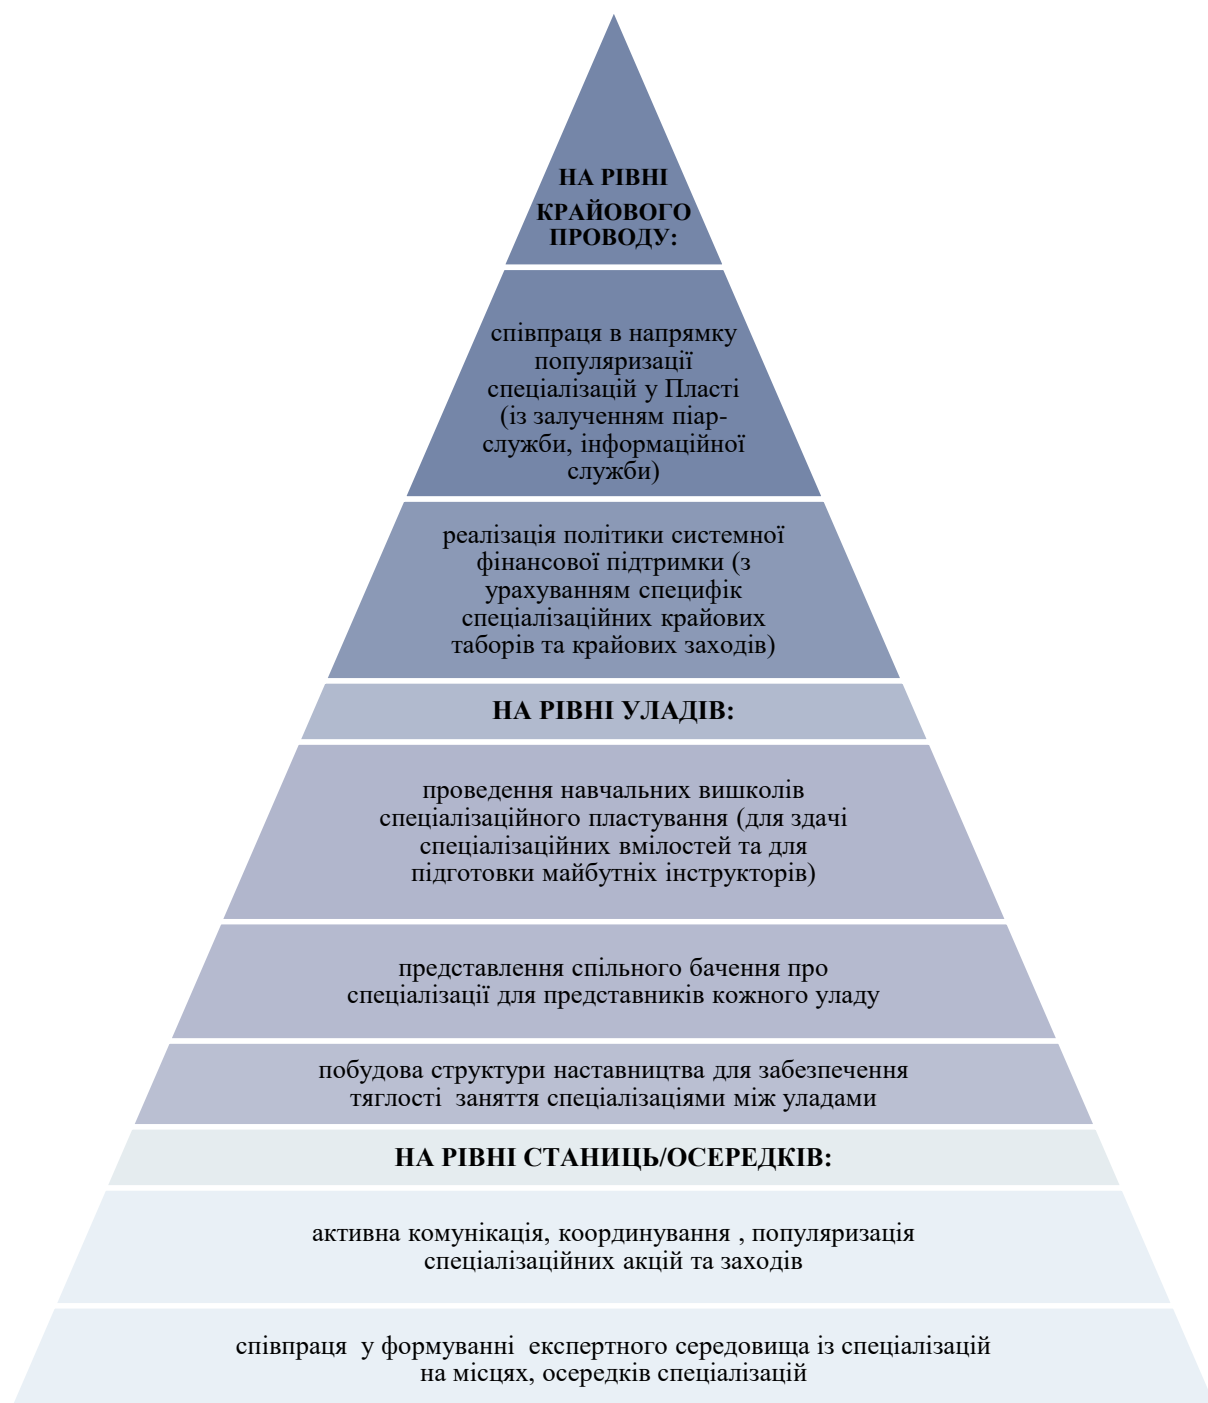 НА РІВНІ
КРАЙОВОГО
ПРОВОДУ:
співпраця в напрямку
популяризації
спеціалізацій у Пласті
(із залученням піар-
служби, інформаційної
служби)
реалізація політики системної
фінансової підтримки (з
урахуванням специфік
спеціалізаційних крайових
таборів та крайових заходів)
НА РІВНІ УЛАДІВ:
проведення навчальних вишколів
спеціалізаційного пластування (для здачі
спеціалізаційних вмілостей та для
підготовки майбутніх інструкторів)
представлення спільного бачення про
спеціалізації для представників кожного уладу
побудова структури наставництва для забезпечення
тяглості  заняття спеціалізаціями між уладами
НА РІВНІ СТАНИЦЬ/ОСЕРЕДКІВ:
активна комунікація, координування , популяризація
спеціалізаційних акцій та заходів
співпраця  у формуванні  експертного середовища із спеціалізацій
на місцях, осередків спеціалізацій